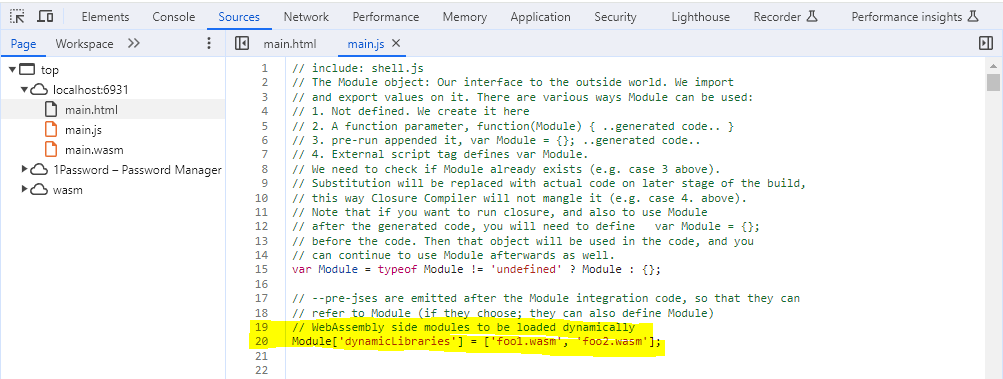 Elements Console Sources Network Performance Memory Application Security Lighthouse Recorder Performance insights
Page Workspace
main.html main.js
top
localhost:6931
main.html
main.js
main.wasm
1Password – Password Manager
wasm
1 // include: shell.js
2 // The Module object: Our interface to the outside world. We import
3 // and export values on it. There are various ways Module can be used:
4 // 1. Not defined. We create it here
5 // 2. A function parameter, function(Module) { ..generated code.. }
6 // 3. pre-run appended it, var Module = {}; ..generated code..
7 // 4. External script tag defines var Module.
8 // We need to check if Module already exists (e.g. case 3 above).
9 // Substitution will be replaced with actual code on later stage of the build,
10 // this way Closure Compiler will not mangle it (e.g. case 4. above).
11 // Note that if you want to run closure, and also to use Module
12 // after the generated code, you will need to define   var Module = {};
13 // before the code. Then that object will be used in the code, and you
14 // can continue to use Module afterwards as well.
15 var Module = typeof Module != 'undefined' ? Module : {};
16
17 // --pre-jses are emitted after the Module integration code, so that they can
18 // refer to Module (if they choose; they can also define Module)
19 // WebAssembly side modules to be loaded dynamically
20 Module['dynamicLibraries'] = ['foo1.wasm', 'foo2.wasm'];
21
22